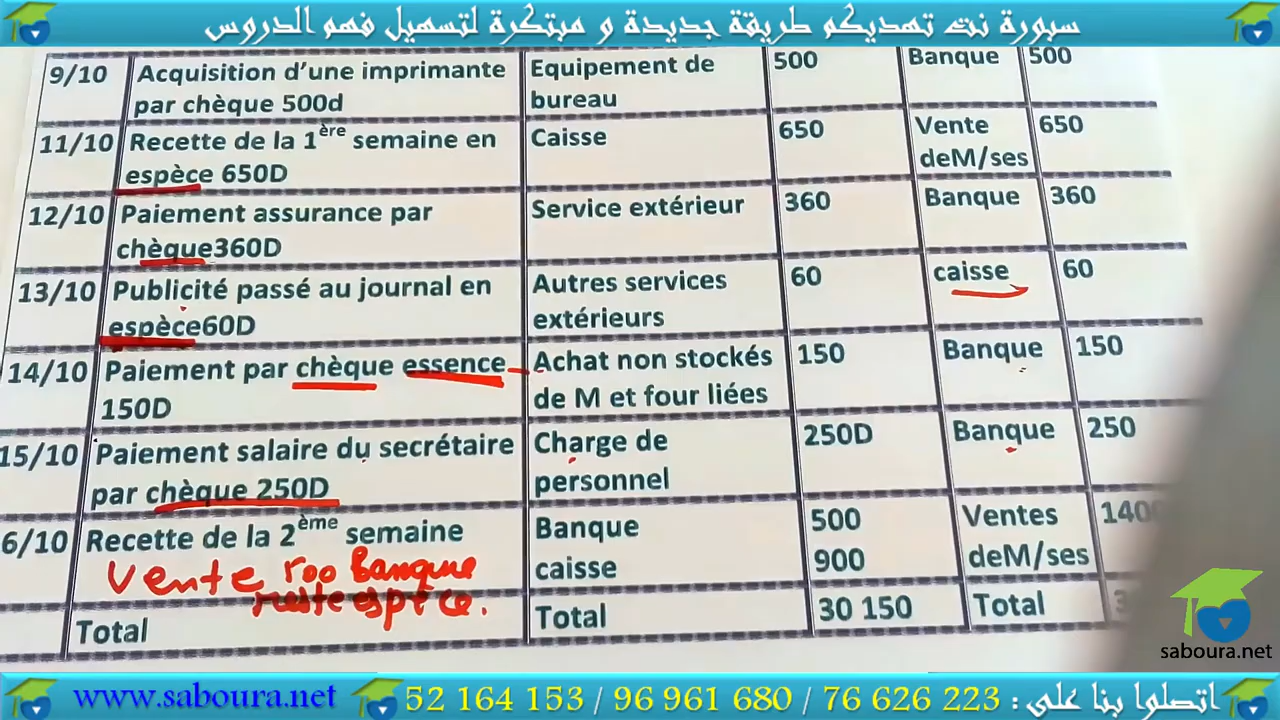 سبورة نت تهديكم طريقة جديدة و مبتكرة لتسهيل فهم الدروس
9/10 Acquisition d'une imprimante par chèque 500d Equipement de bureau 500 Banque 500
11/10 Recette de la 1ère semaine en espèce 650D Caisse 650 Vente deM/ses 650
12/10 Paiement assurance par chèque360D Service extérieur 360 Banque 360
13/10 Publicité passé au journal en espèce60D Autres services extérieurs 60 caisse 60
14/10 Paiement par chèque essence 150D Achat non stockés de M et four liées 150 Banque 150
15/10 Paiement salaire du secrétaire par chèque 250D Charge de personnel 250D Banque 250
6/10 Recette de la 2ème semaine Banque caisse 500 900 Ventes deM/ses 1400
Vente 500 Banque
reste espèce.
Total Total 30 150 Total
saboura.net
www.saboura.net 52 164 153 / 96 961 680 / 76 626 223 اتصلوا بنا على :